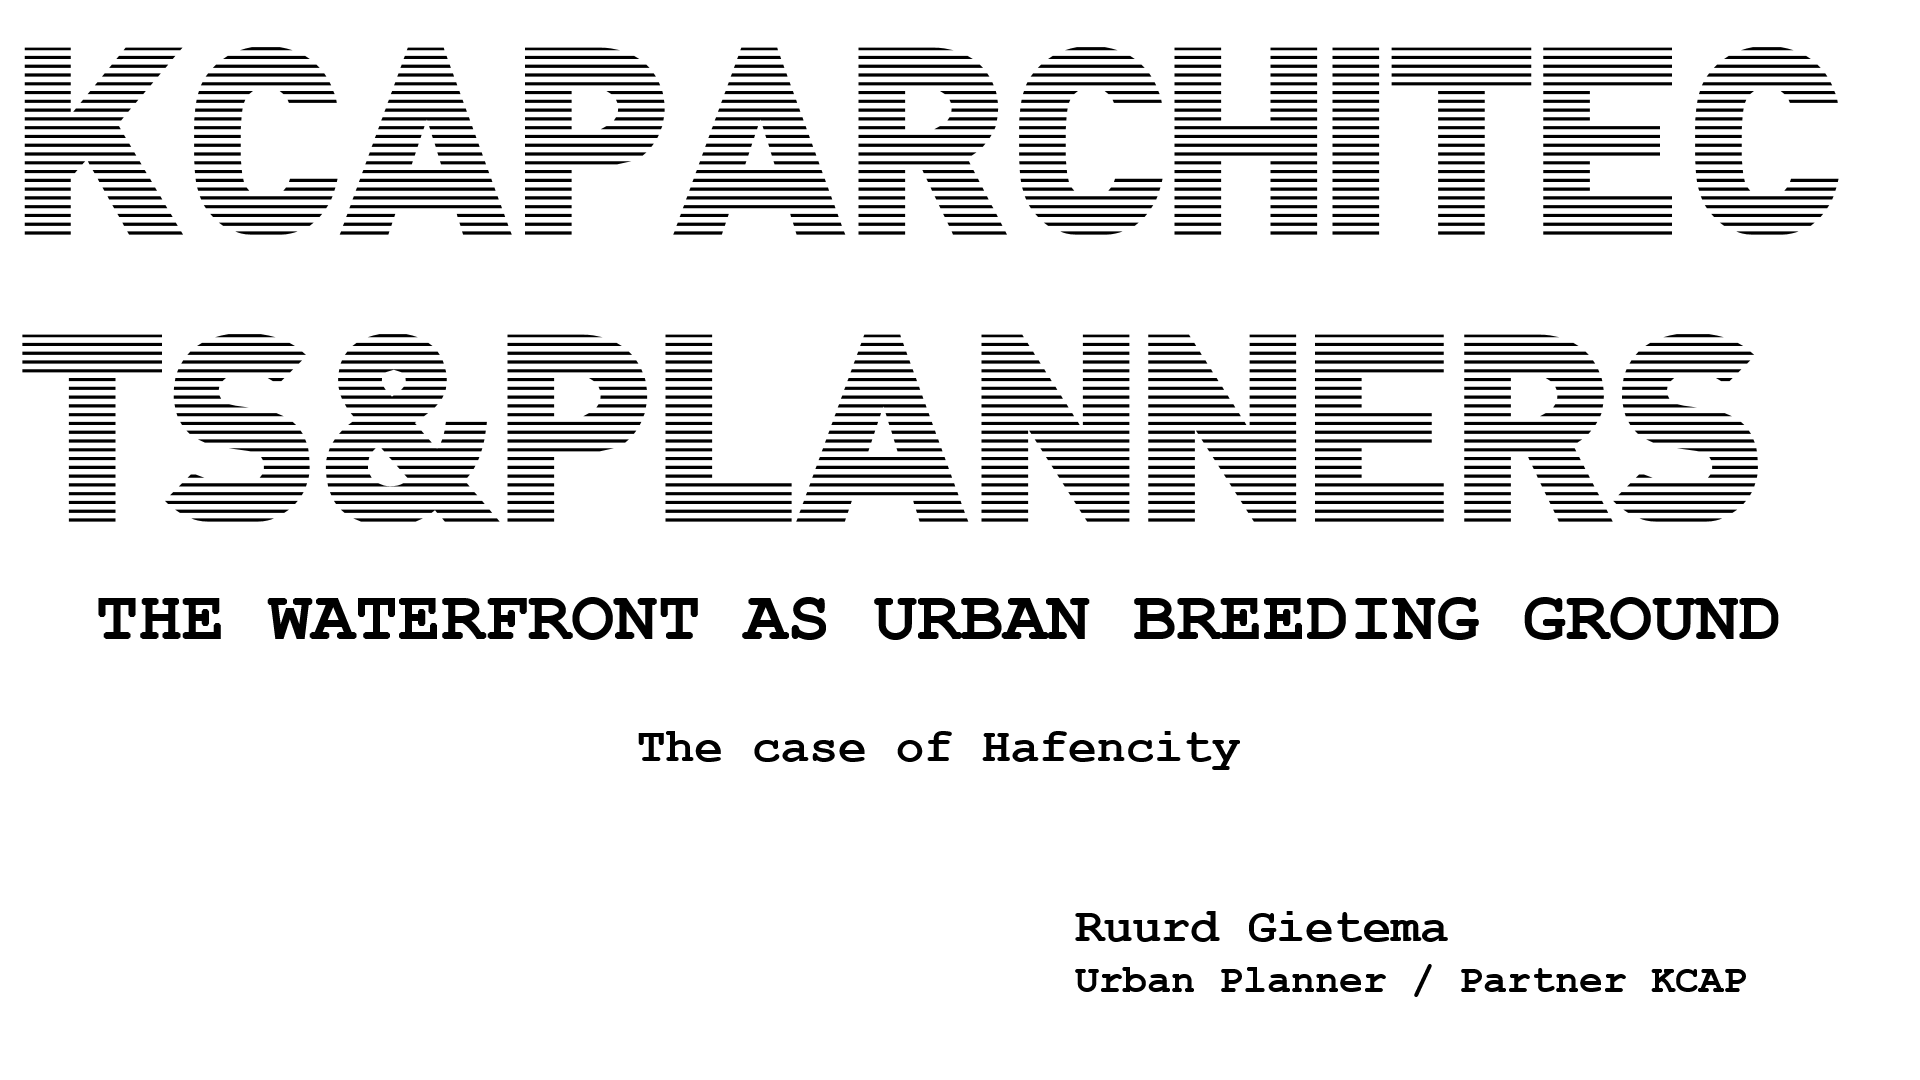 KCAPARCHITEC
TS&PLANNERS
THE WATERFRONT AS URBAN BREEDING GROUND
The case of Hafencity
Ruurd Gietema
Urban Planner / Partner KCAP